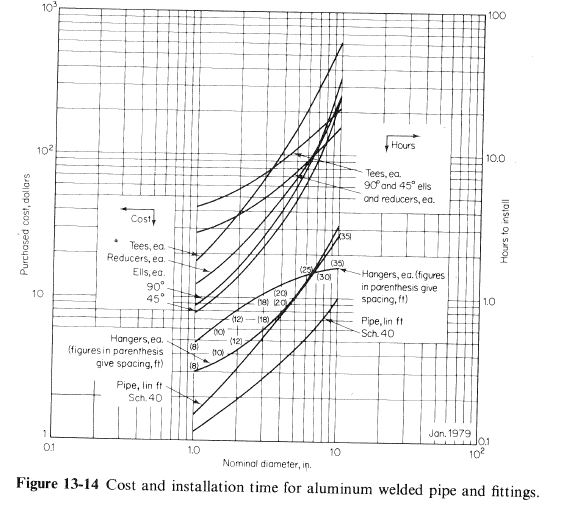 10³
100
Hours
10²
10.0
Tees, ea.
90° and 45° ells
and reducers, ea.
Purchased cost, dollars
Hours to install
Cost
Tees, ea.
Reducers, ea.
Ells, ea.
90°
45°
(35)
(25)
(35)
(30)
Hangers, ea. (figures
in parenthesis give
spacing, ft)
10
(20)
(18) (20)
1.0
(12) (18)
Pipe, lin ft
Sch. 40
(10)
(12)
Hangers, ea.
(figures in parenthesis
give spacing, ft)
(8)
(10)
(8)
Pipe, lin ft
Sch. 40
Jan. 1979
1
0.1
0.1
1.0
10
10²
Nominal diameter, in.
Figure 13-14 Cost and installation time for aluminum welded pipe and fittings.